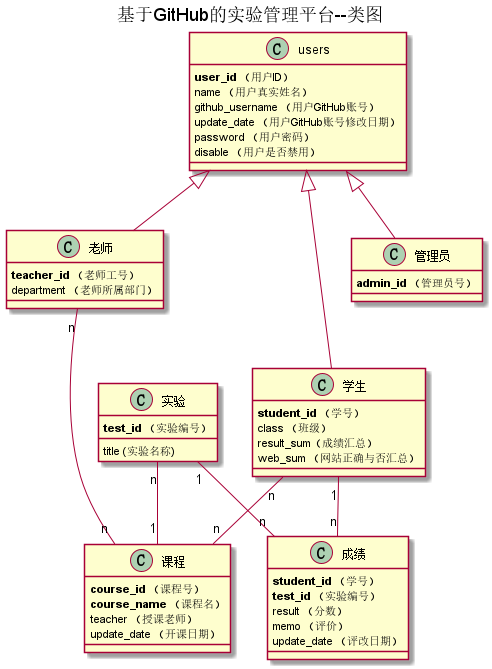 基于GitHub的实验管理平台--类图
C users
user_id （用户ID）
name （用户真实姓名）
github_username （用户GitHub账号）
update_date （用户GitHub账号修改日期）
password （用户密码）
disable （用户是否禁用）
C 老师
teacher_id （老师工号）
department （老师所属部门）
C 管理员
admin_id （管理员号）
n
C 实验
test_id （实验编号）
title (实验名称)
C 学生
student_id （学号）
class （班级）
result_sum（成绩汇总）
web_sum （网站正确与否汇总）
n 1 n 1
n 1 n n n
C 课程
course_id （课程号）
course_name （课程名）
teacher （授课老师）
update_date （开课日期）
C 成绩
student_id （学号）
test_id （实验编号）
result （分数）
memo （评价）
update_date （评改日期）